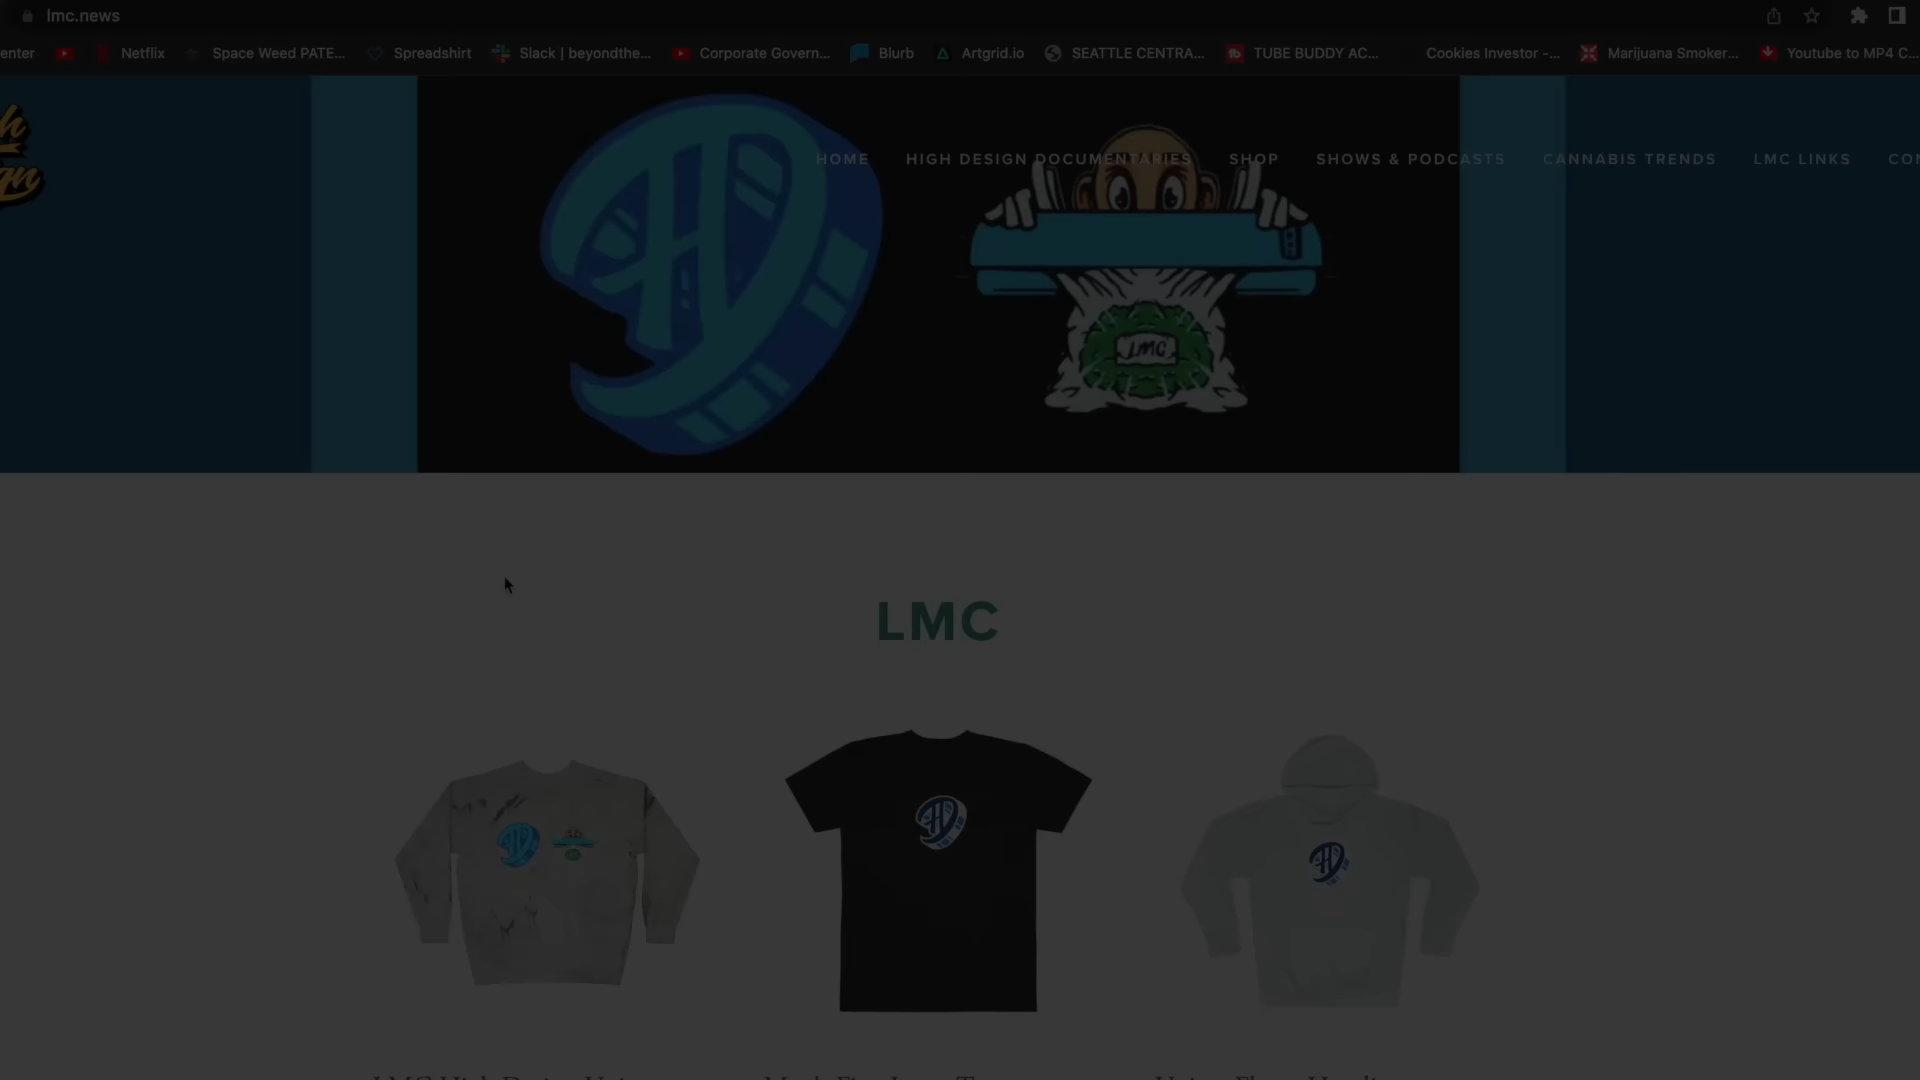 lmc.news
enter
Netflix
Space Weed PATE...
Spreadshirt
Slack | beyondthe...
Corporate Govern...
Blurb
Artgrid.io
SEATTLE CENTRA...
TUBE BUDDY AC...
Cookies Investor -...
Marijuana Smoker...
Youtube to MP4 C...
HOME
HIGH DESIGN DOCUMENTARIES
SHOP
SHOWS & PODCASTS
CANNABIS TRENDS
LMC LINKS
LMC
LMC